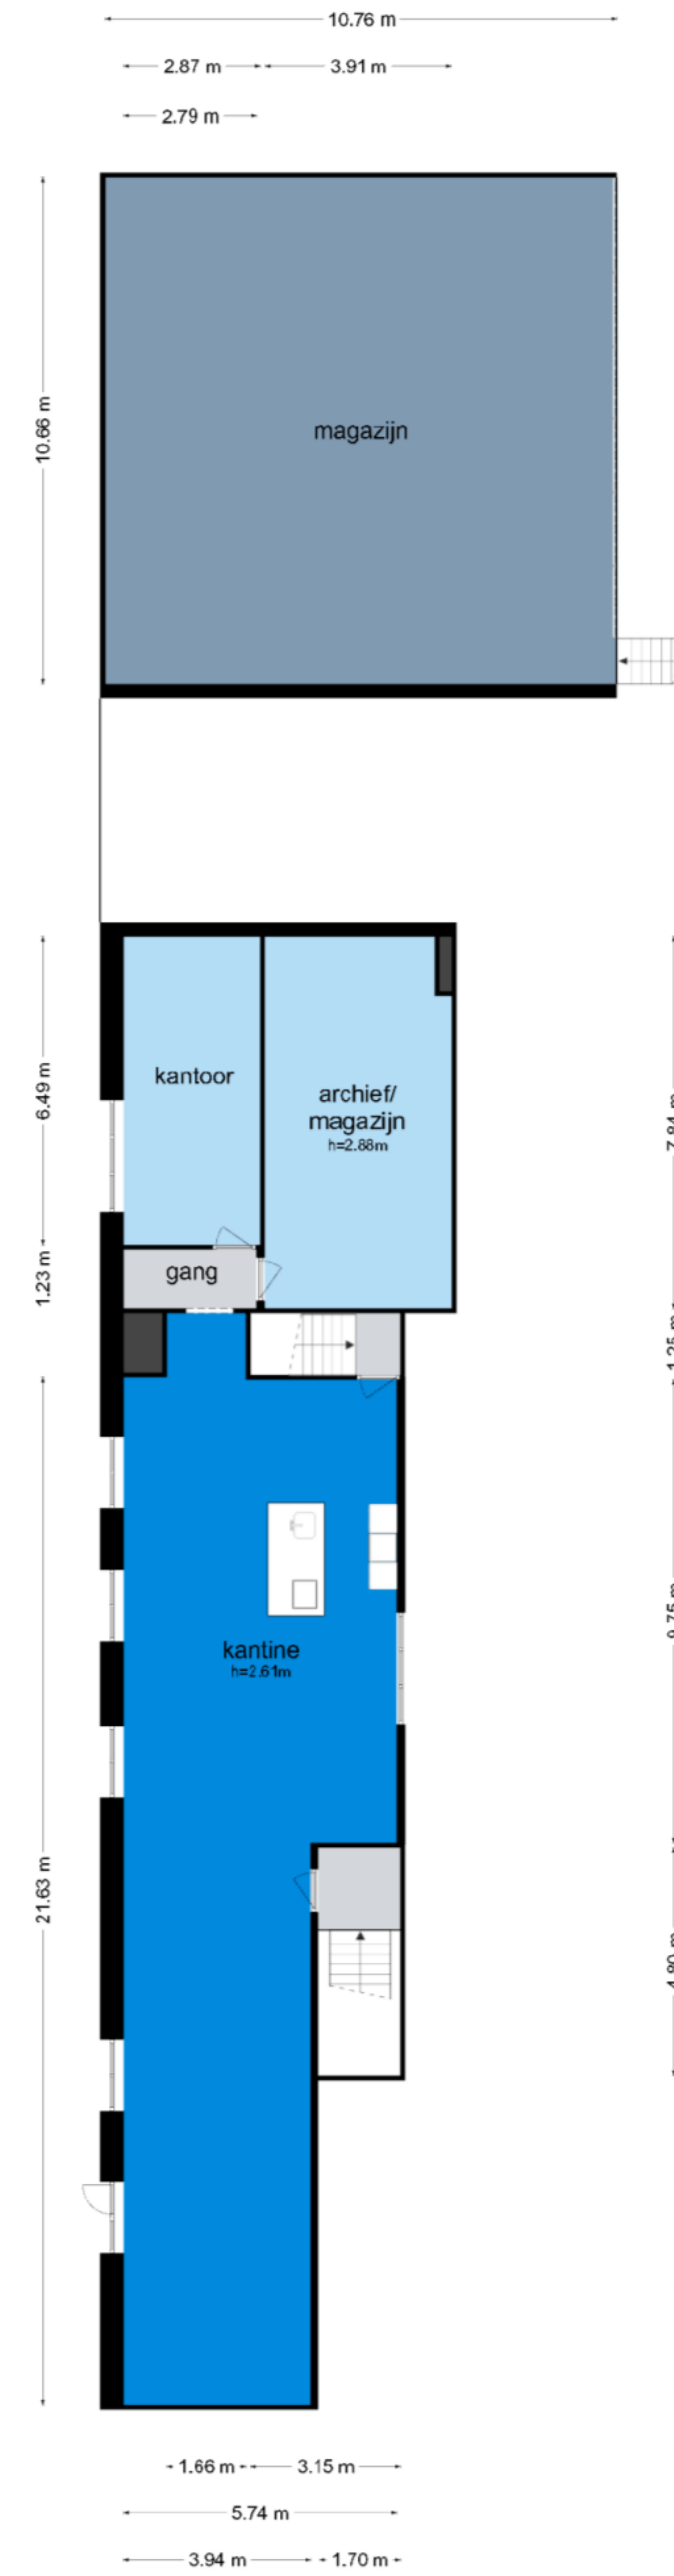 10.76 m
2.87 m 3.91 m
2.79 m
10.66 m
magazijn
6.49 m
kantoor
archief/
magazijn
h=2.88m
1.23 m
gang
kantine
h=2.61m
21.63 m
1.66 m 3.15 m
5.74 m
3.94 m 1.70 m